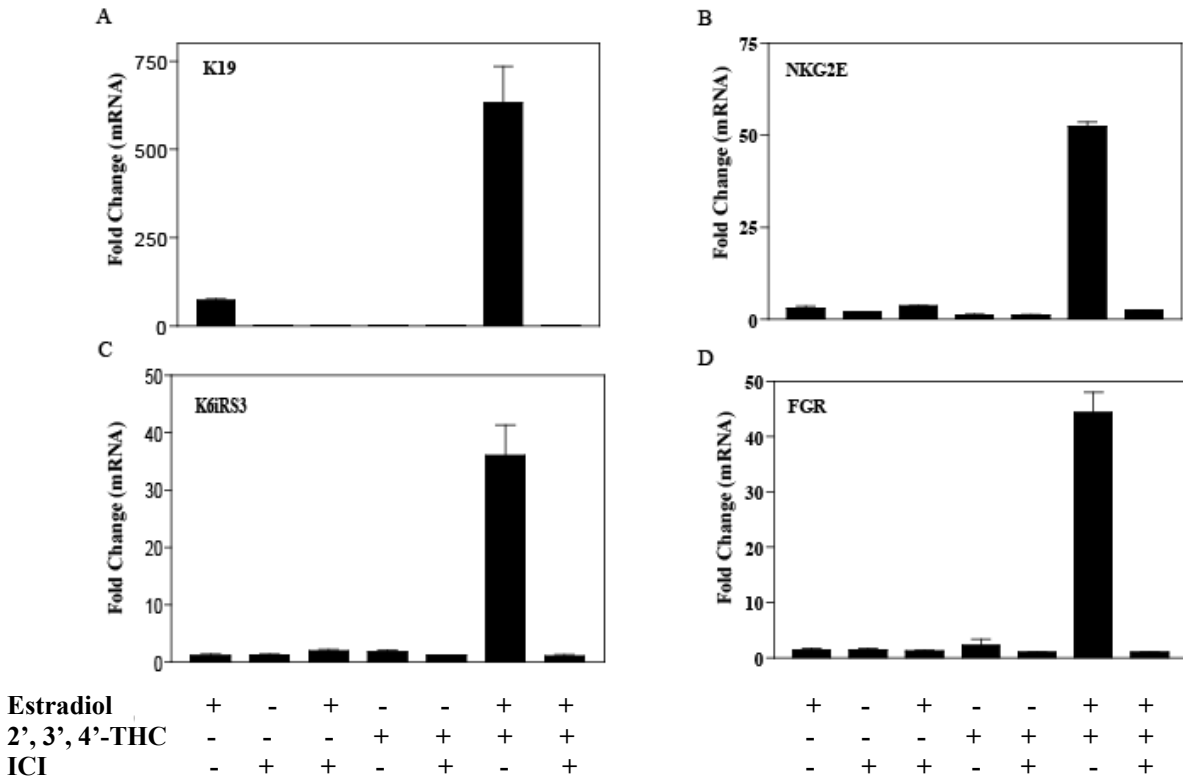 A
B
K19
NKG2E
Fold Change (mRNA)
750
500
250
0
Fold Change (mRNA)
75
50
25
0
C
D
K6iRS3
FGR
Fold Change (mRNA)
50
40
30
20
10
0
Fold Change (mRNA)
50
40
30
20
10
0
Estradiol + - + - - + + + - + - - + +
2’, 3’, 4’-THC - - - + + + + - - - + + + +
ICI - + + - + - + - + + - + - +